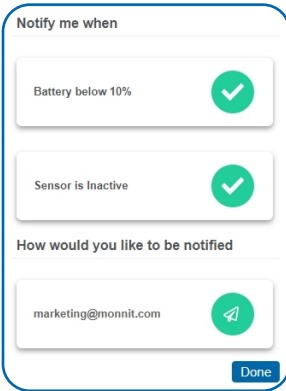 Notify me when
Battery below 10%
Sensor is Inactive
How would you like to be notified
marketing@monnit.com
Done